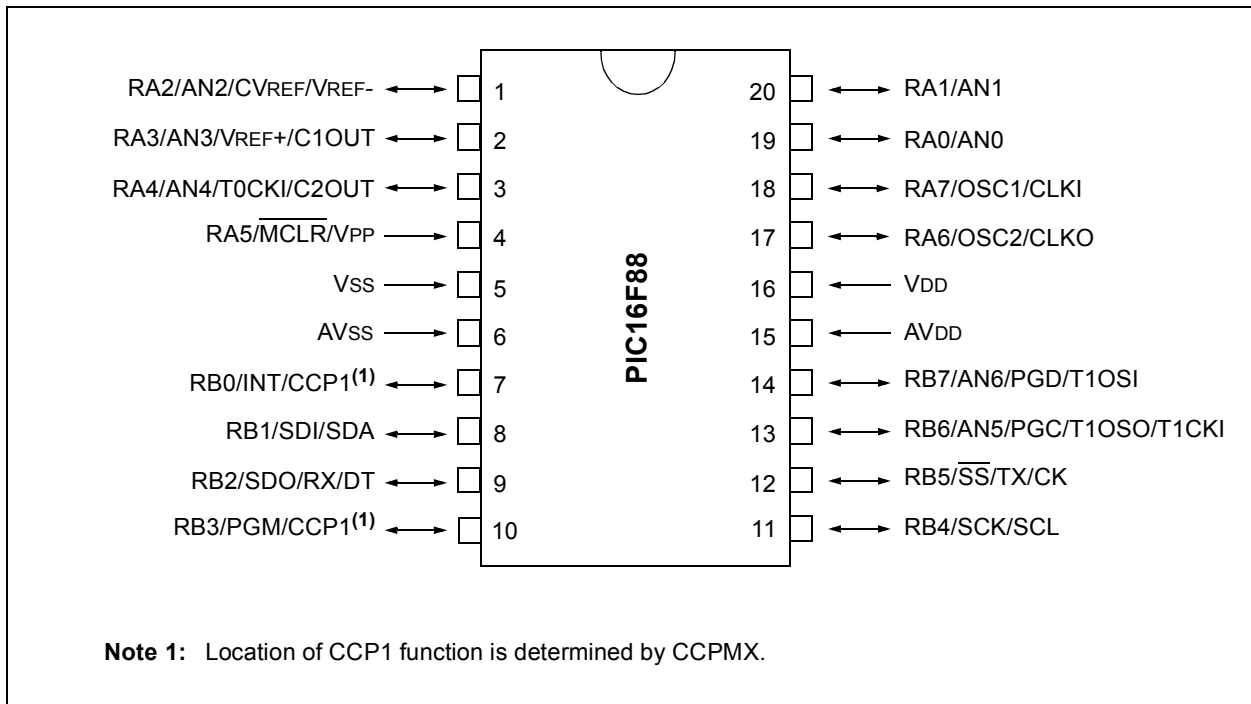 RA2/AN2/CVREF/VREF- 1
RA3/AN3/VREF+/C1OUT 2
RA4/AN4/T0CKI/C2OUT 3
RA5/MCLR/VPP 4
VSS 5
AVSS 6
RB0/INT/CCP1(1) 7
RB1/SDI/SDA 8
RB2/SDO/RX/DT 9
RB3/PGM/CCP1(1) 10
PIC16F88
20 RA1/AN1
19 RA0/AN0
18 RA7/OSC1/CLKI
17 RA6/OSC2/CLKO
16 VDD
15 AVDD
14 RB7/AN6/PGD/T1OSI
13 RB6/AN5/PGC/T1OSO/T1CKI
12 RB5/SS/TX/CK
11 RB4/SCK/SCL
Note 1: Location of CCP1 function is determined by CCPMX.